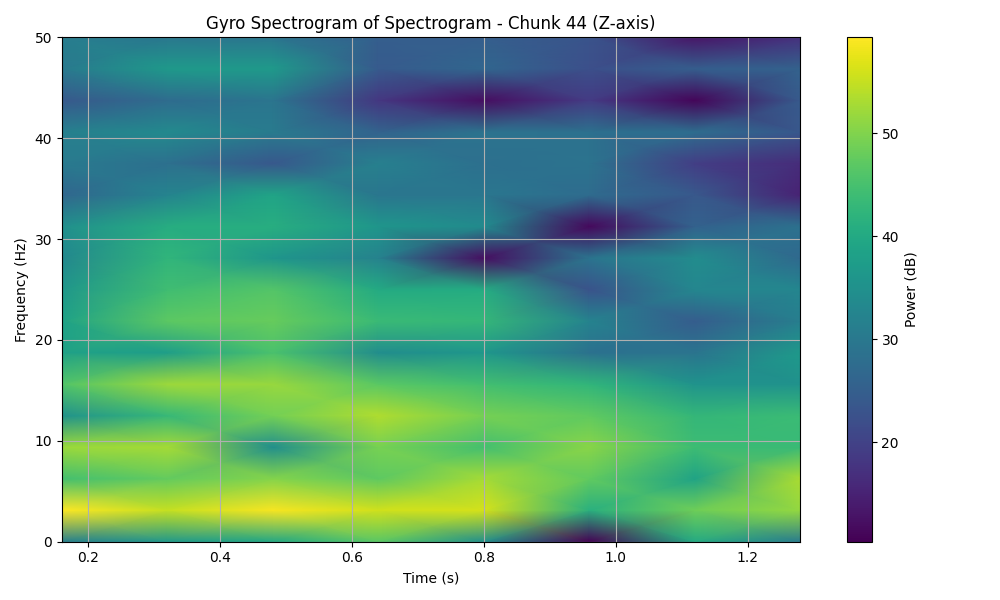 Gyro Spectrogram of Spectrogram - Chunk 44 (Z-axis)
50
40
30
20
10
0
Frequency (Hz)
0.2 0.4 0.6 0.8 1.0 1.2
Time (s)
50
40
30
20
Power (dB)